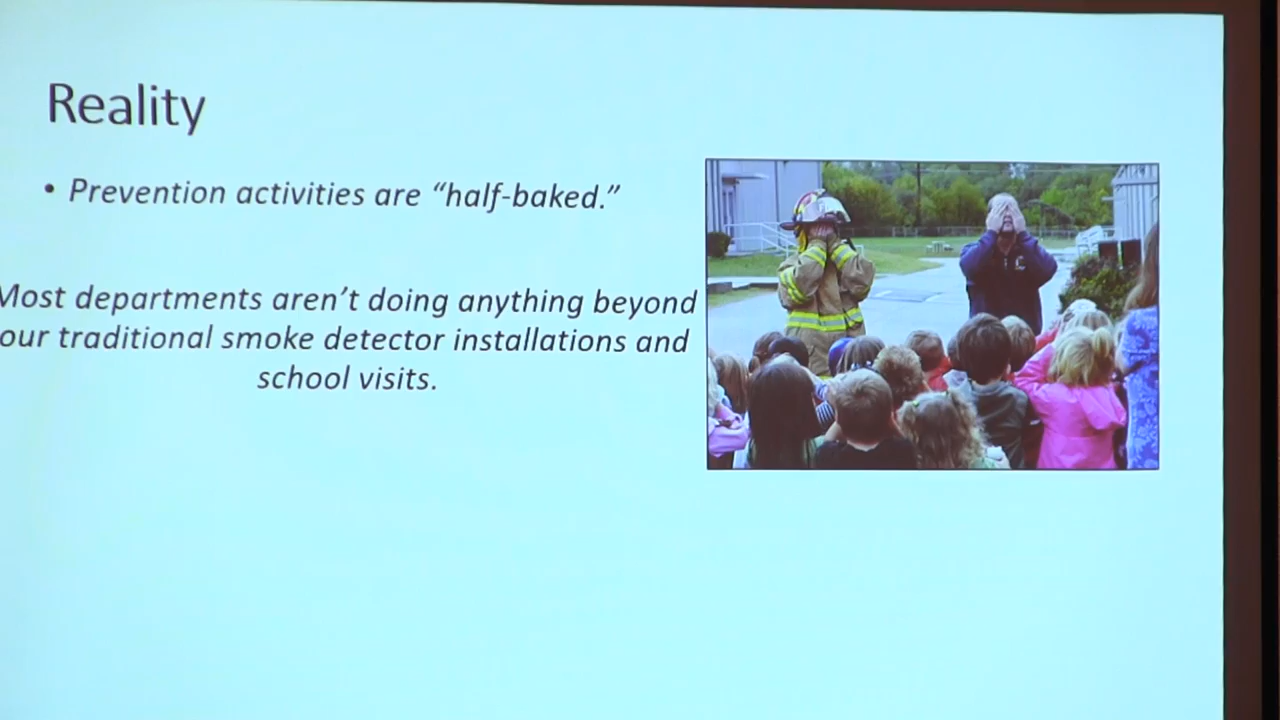 Reality
• Prevention activities are “half-baked.”
Most departments aren’t doing anything beyond
our traditional smoke detector installations and
school visits.